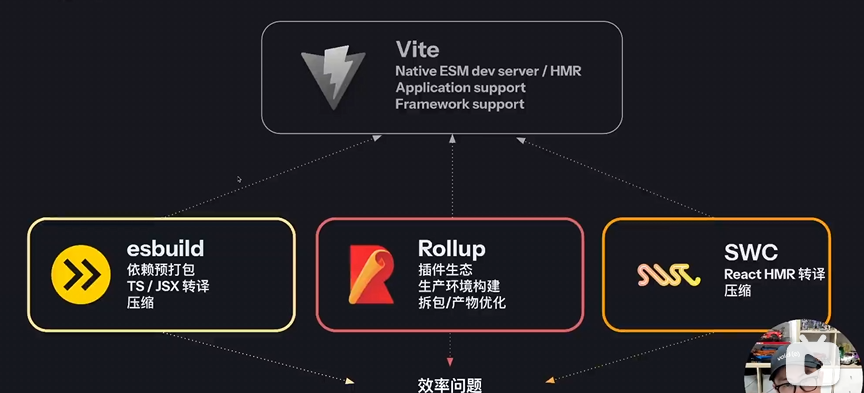 Vite
Native ESM dev server / HMR
Application support
Framework support
esbuild
依赖预打包
TS / JSX 转译
压缩
Rollup
插件生态
生产环境构建
拆包/产物优化
SWC
React HMR 转译
压缩
效率问题